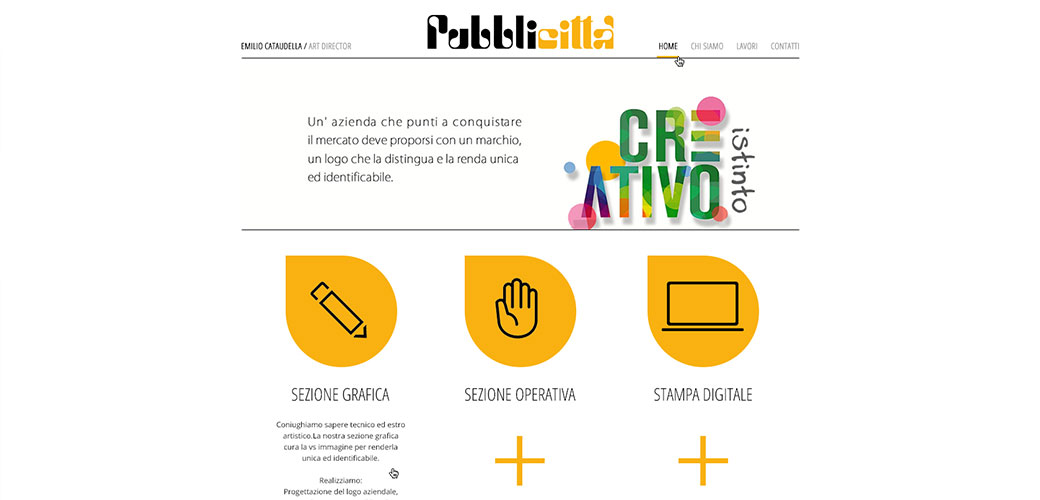 Pubblicittà
EMILIO CATAUDELLA / ART DIRECTOR
HOME CHI SIAMO LAVORI CONTATTI
Un' azienda che punti a conquistare
il mercato deve proporsi con un marchio,
un logo che la distingua e la renda unica
ed identificabile.
CRE
ATIVO
istinto
SEZIONE GRAFICA
Coniughiamo sapere tecnico ed estro
artistico.La nostra sezione grafica
cura la vs immagine per renderla
unica ed identificabile.
Realizziamo:
Progettazione del logo aziendale,
SEZIONE OPERATIVA
STAMPA DIGITALE